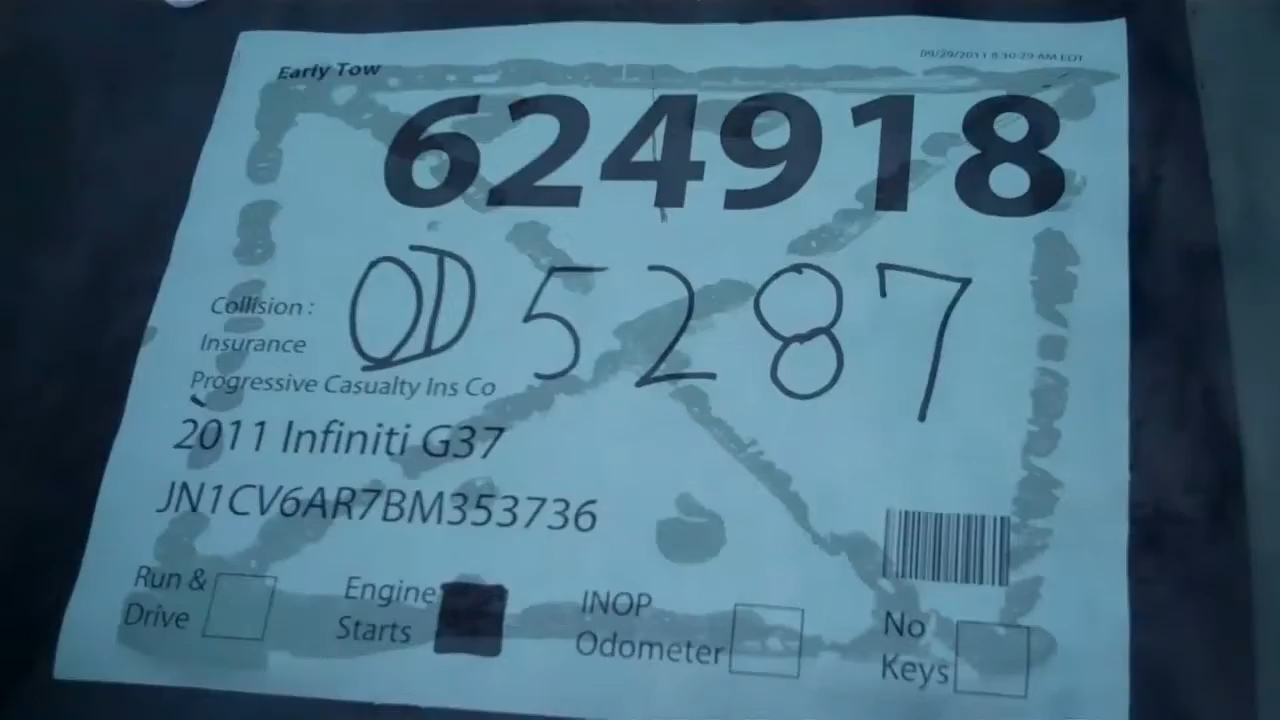 Early Tow
09/29/2011 8:30:29 AM EDT
624918
OD 5287
Collision :
Insurance
Progressive Casualty Ins Co
2011 Infiniti G37
JN1CV6AR7BM353736
Run & Drive
Engine Starts
INOP Odometer
No Keys